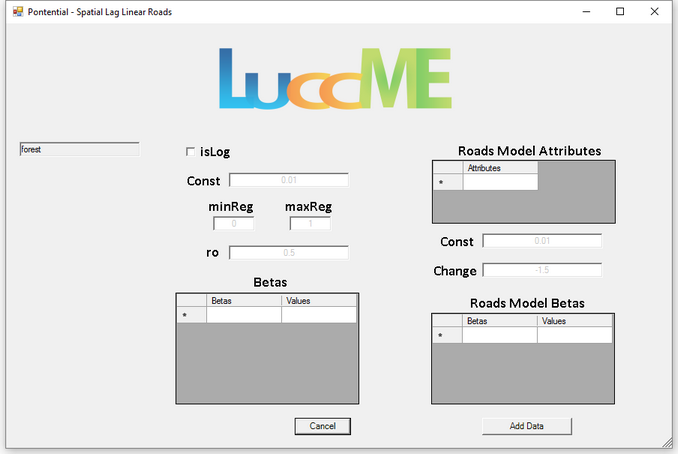 Pontential - Spatial Lag Linear Roads
LuccME
forest
isLog
Const 0.01
minReg maxReg
0 1
ro 0.5
Betas
Betas Values
*
Roads Model Attributes
Attributes
*
Const 0.01
Change -1.5
Roads Model Betas
Betas Values
*
Cancel
Add Data